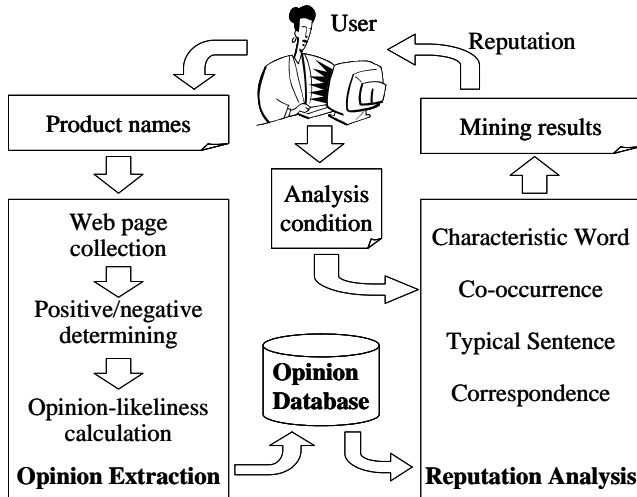 User
Reputation
Product names
Mining results
Analysis
condition
Web page
collection
Positive/negative
determining
Opinion-likeliness
calculation
Opinion Extraction
Opinion
Database
Characteristic Word
Co-occurrence
Typical Sentence
Correspondence
Reputation Analysis